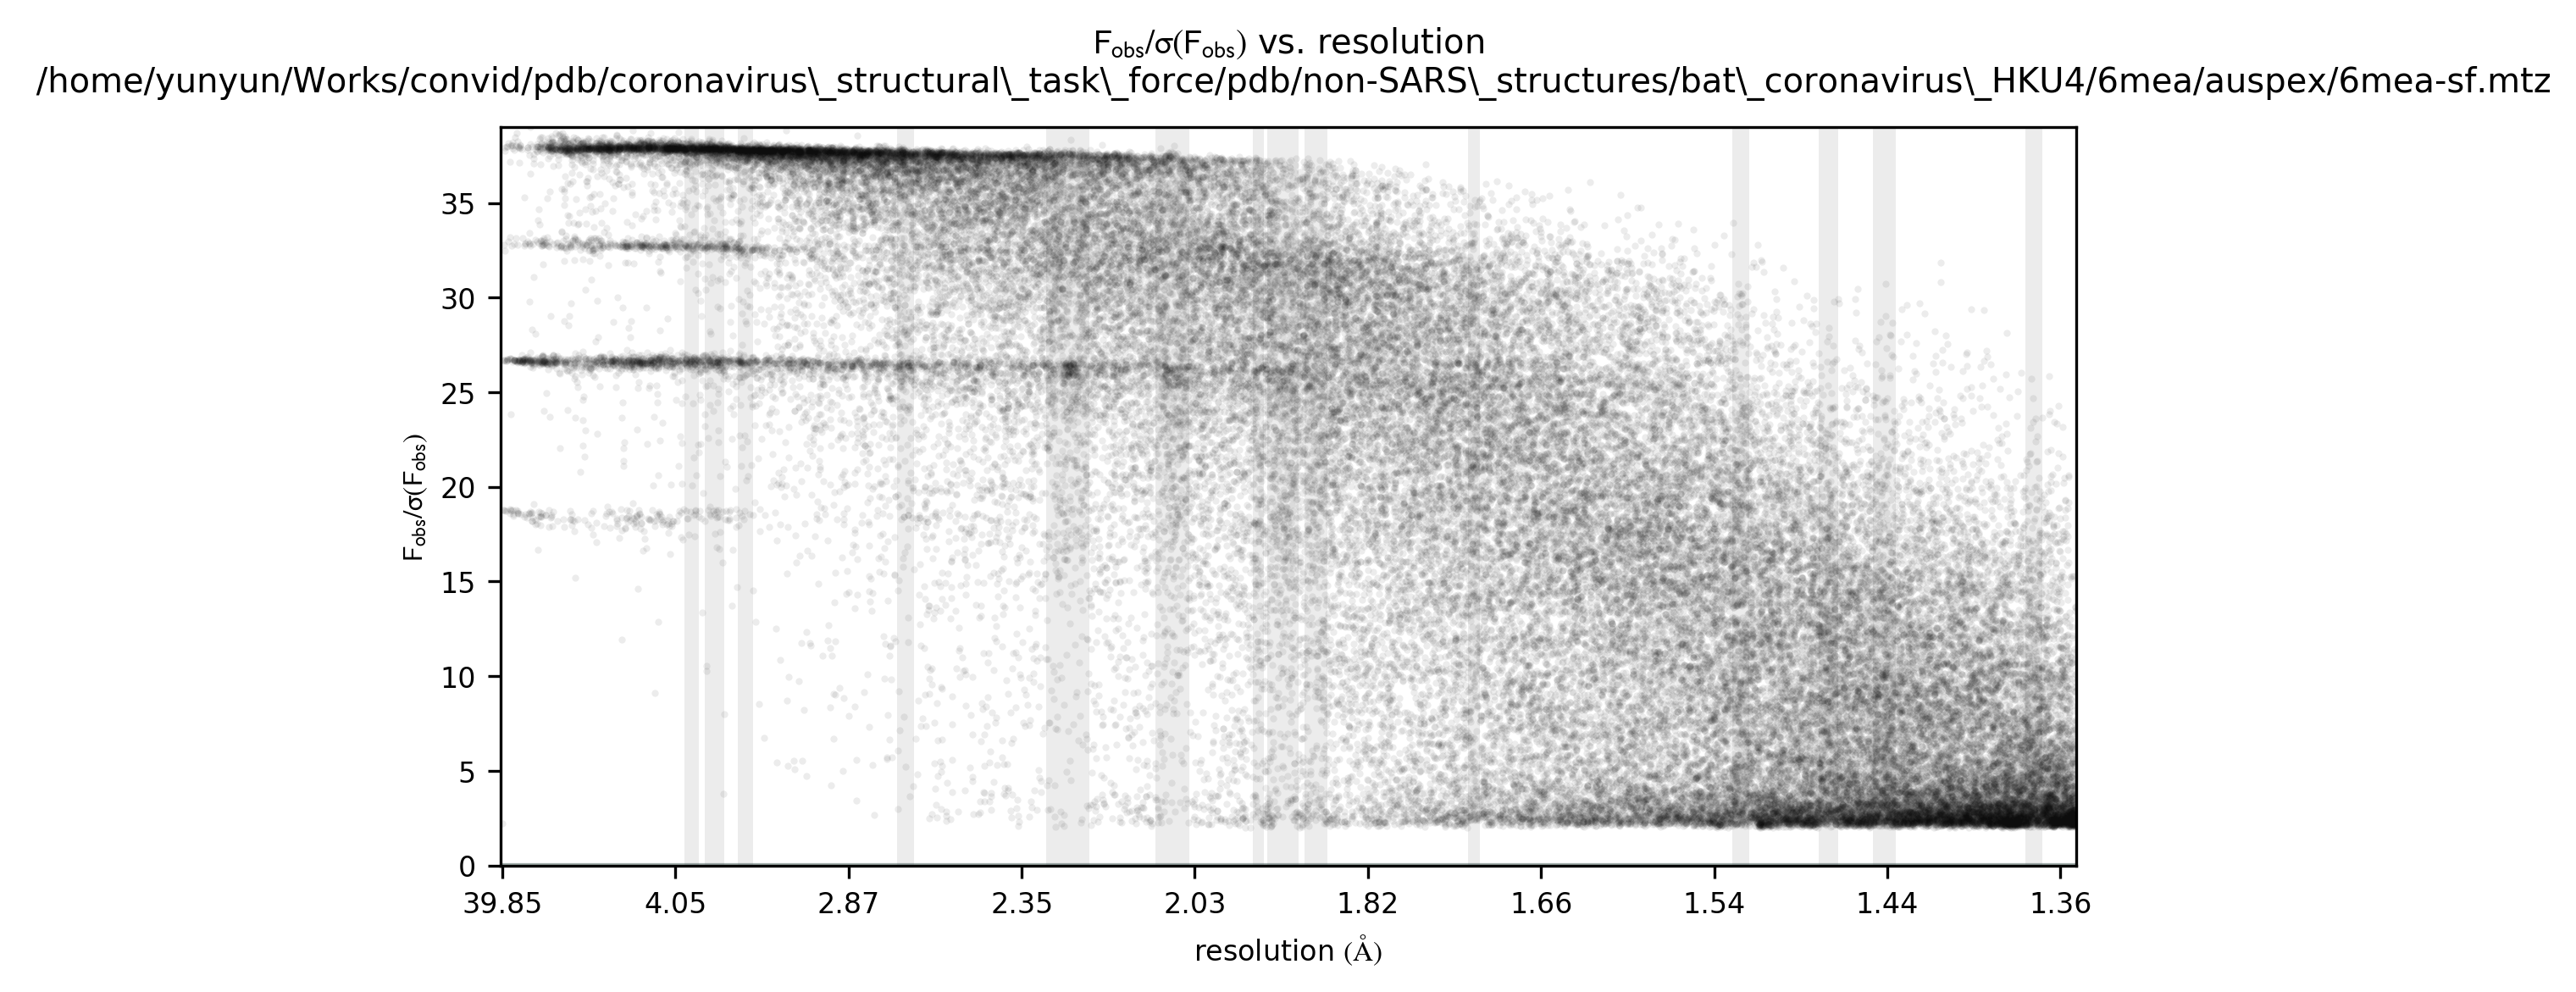 Fobs/σ(Fobs) vs. resolution
/home/yunyun/Works/convid/pdb/coronavirus\_structural\_task\_force/pdb/non-SARS\_structures/bat\_coronavirus\_HKU4/6mea/auspex/6mea-sf.mtz
Fobs/σ(Fobs)
35
30
25
20
15
10
5
0
39.85 4.05 2.87 2.35 2.03 1.82 1.66 1.54 1.44 1.36
resolution (Å)